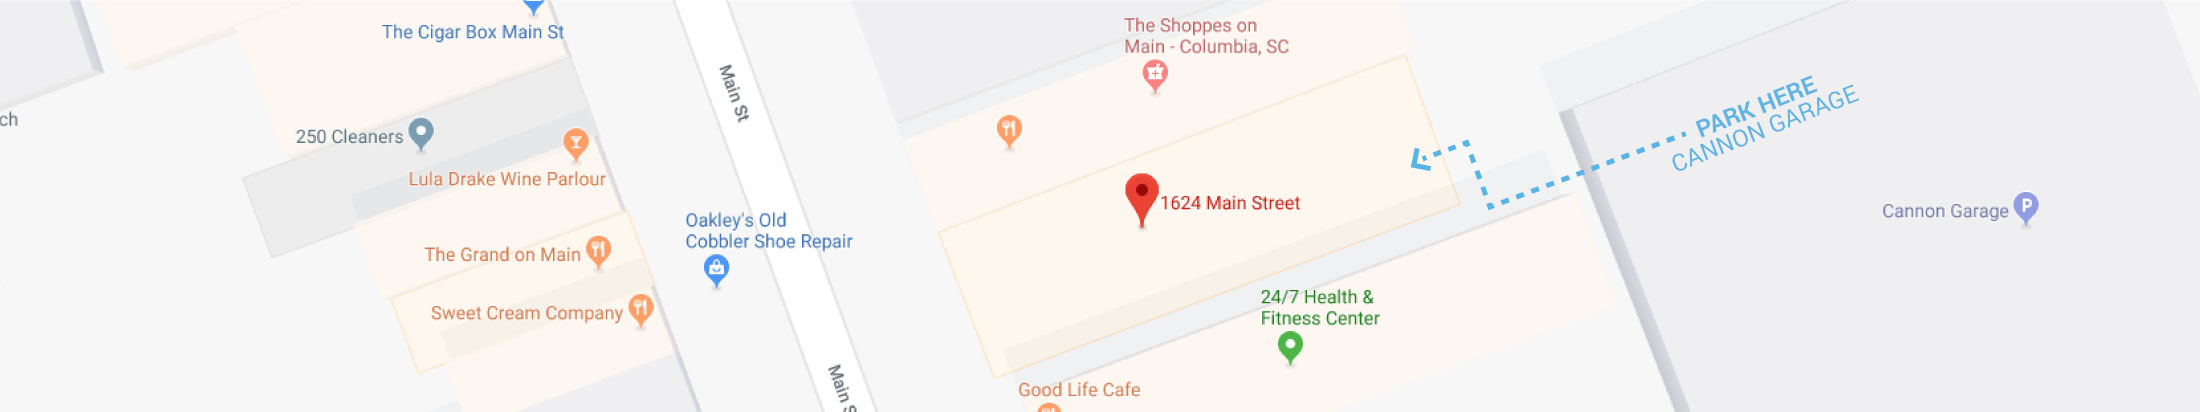 The Cigar Box Main St
ch
250 Cleaners
Lula Drake Wine Parlour
The Grand on Main
Sweet Cream Company
Oakley's Old
Cobbler Shoe Repair
Main St
Main S
The Shoppes on
Main - Columbia, SC
1624 Main Street
24/7 Health &
Fitness Center
Good Life Cafe
PARK HERE
CANNON GARAGE
Cannon Garage
P